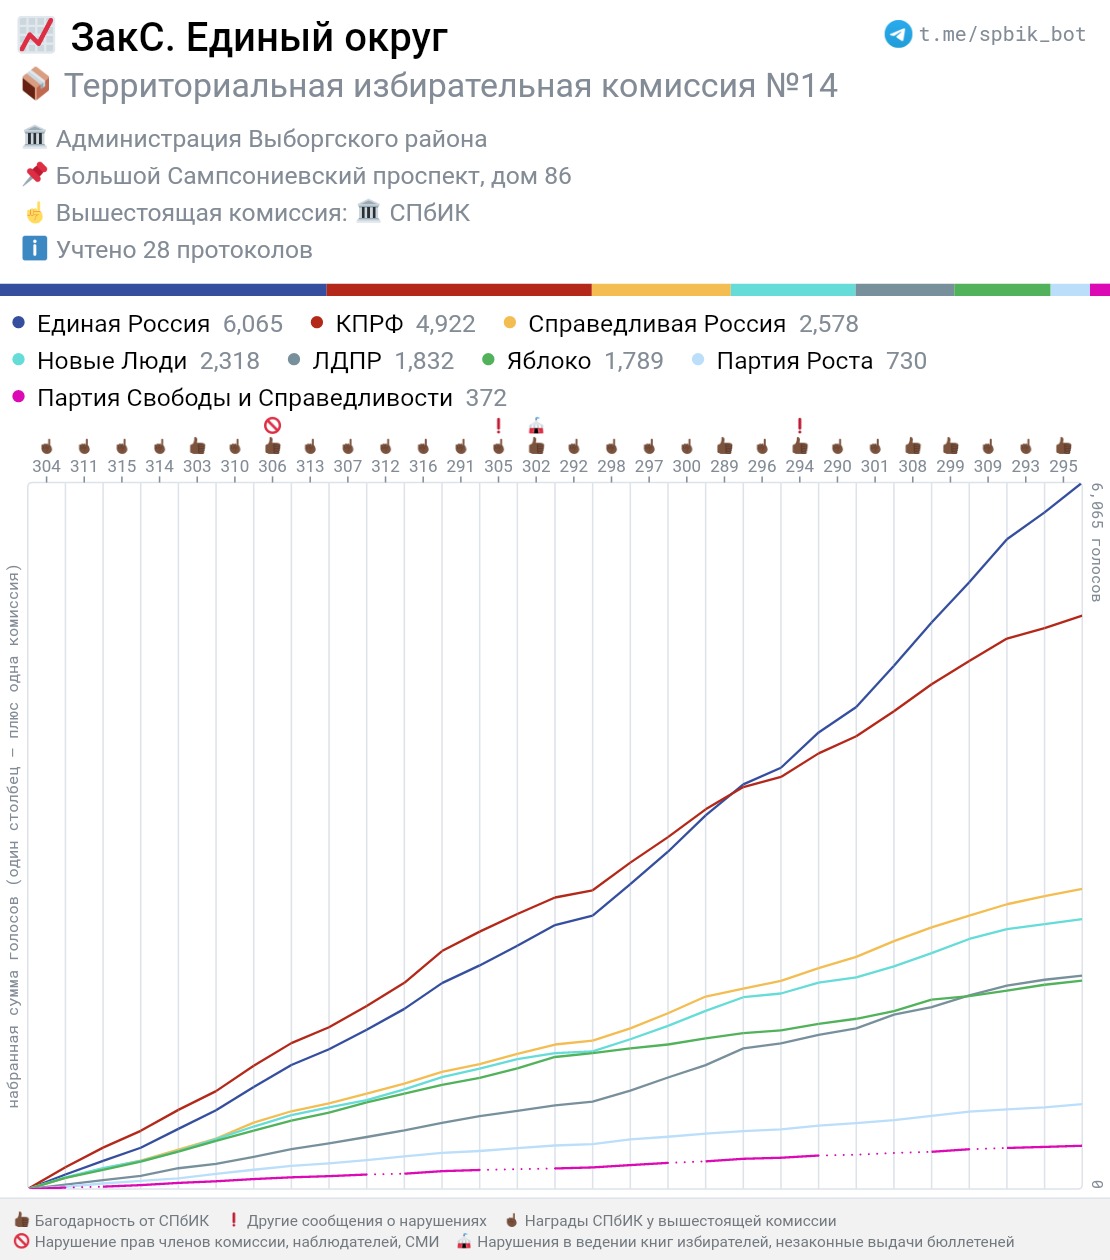 ЗакС. Единый округ
t.me/spbik_bot
Территориальная избирательная комиссия №14
Администрация Выборгского района
Большой Сампсониевский проспект, дом 86
Вышестоящая комиссия: СПбИК
Учтено 28 протоколов
Единая Россия 6,065 КПРФ 4,922 Справедливая Россия 2,578
Новые Люди 2,318 ЛДПР 1,832 Яблоко 1,789 Партия Роста 730
Партия Свободы и Справедливости 372
304 311 315 314 303 310 306 313 307 312 316 291 305 302 292 298 297 300 289 296 294 290 301 308 299 309 293 295
набранная сумма голосов (один столбец – плюс одна комиссия)
6,065 голосов
0
Багодарность от СПбИК Другие сообщения о нарушениях Награды СПбИК у вышестоящей комиссии
Нарушение прав членов комиссии, наблюдателей, СМИ Нарушения в ведении книг избирателей, незаконные выдачи бюллетеней